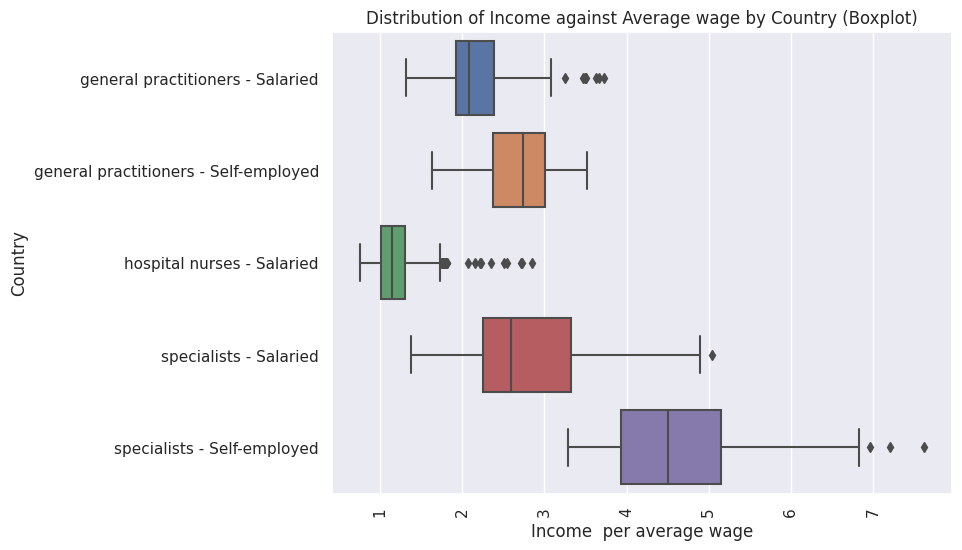 Distribution of Income against Average wage by Country (Boxplot)
general practitioners - Salaried
general practitioners - Self-employed
hospital nurses - Salaried
specialists - Salaried
specialists - Self-employed
Country
1 2 3 4 5 6 7
Income  per average wage